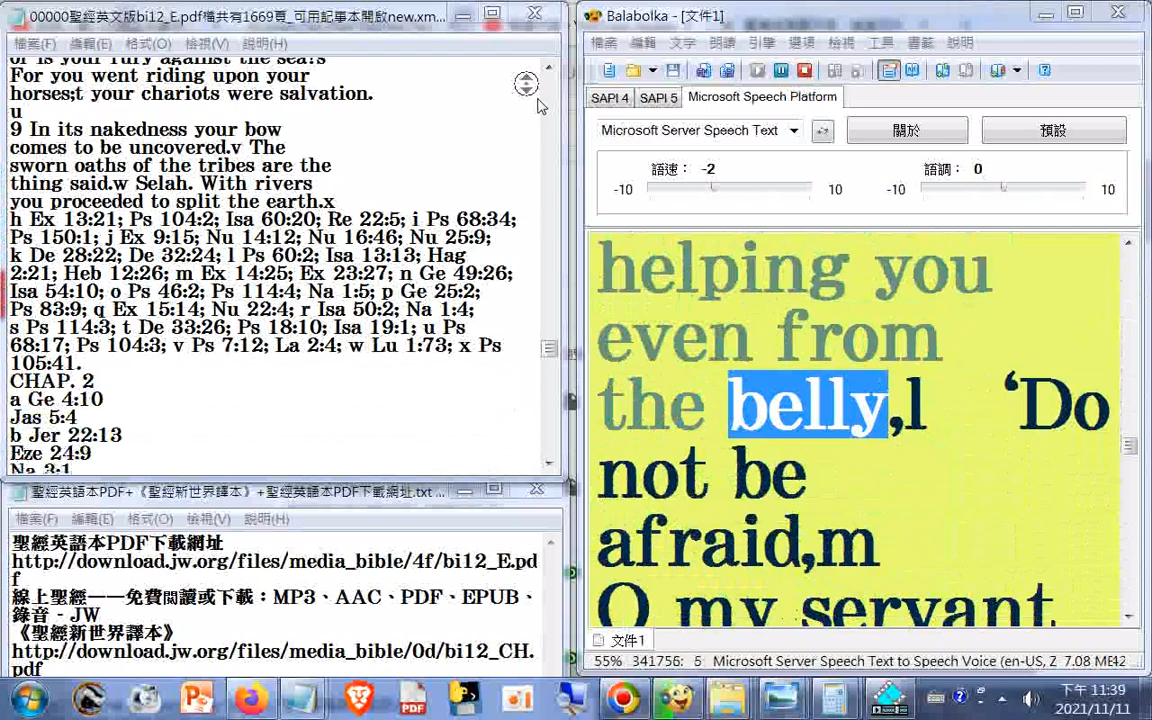 00000聖經英文版bi12_E.pdf檔共有1669頁_可用記事本開啟new.xm...
檔案(F) 編輯(E) 格式(O) 檢視(V) 說明(H)
or is your fury against the sea?s
For you went riding upon your
horses;t your chariots were salvation.
u
9 In its nakedness your bow
comes to be uncovered.v The
sworn oaths of the tribes are the
thing said.w Selah. With rivers
you proceeded to split the earth.x
h Ex 13:21; Ps 104:2; Isa 60:20; Re 22:5; i Ps 68:34;
Ps 150:1; j Ex 9:15; Nu 14:12; Nu 16:46; Nu 25:9;
k De 28:22; De 32:24; l Ps 60:2; Isa 13:13; Hag
2:21; Heb 12:26; m Ex 14:25; Ex 23:27; n Ge 49:26;
Isa 54:10; o Ps 46:2; Ps 114:4; Na 1:5; p Ge 25:2;
Ps 83:9; q Ex 15:14; Nu 22:4; r Isa 50:2; Na 1:4;
s Ps 114:3; t De 33:26; Ps 18:10; Isa 19:1; u Ps
68:17; Ps 104:3; v Ps 7:12; La 2:4; w Lu 1:73; x Ps
105:41.
CHAP. 2
a Ge 4:10
Jas 5:4
b Jer 22:13
Eze 24:9
Na 3:1
聖經英語本PDF+《聖經新世界譯本》+聖經英語本PDF下載網址.txt ...
檔案(F) 編輯(E) 格式(O) 檢視(V) 說明(H)
聖經英語本PDF下載網址
http://download.jw.org/files/media_bible/4f/bi12_E.pd
f
線上聖經——免費閱讀或下載：MP3、AAC、PDF、EPUB、
錄音 - JW
《聖經新世界譯本》
http://download.jw.org/files/media_bible/0d/bi12_CH.
pdf
Balabolka - [文件1]
檔案 編輯 文字 朗讀 引擎 選項 檢視 工具 書籤 說明
SAPI 4 SAPI 5 Microsoft Speech Platform
Microsoft Server Speech Text 關於 預設
語速： -2 語調： 0
-10 10 -10 10
helping you
even from
the belly,l ‘Do
not be
afraid,m
O my servant
文件1
55% 341756: 5 Microsoft Server Speech Text to Speech Voice (en-US, Z 7.08 ME42
下午 11:39
2021/11/11